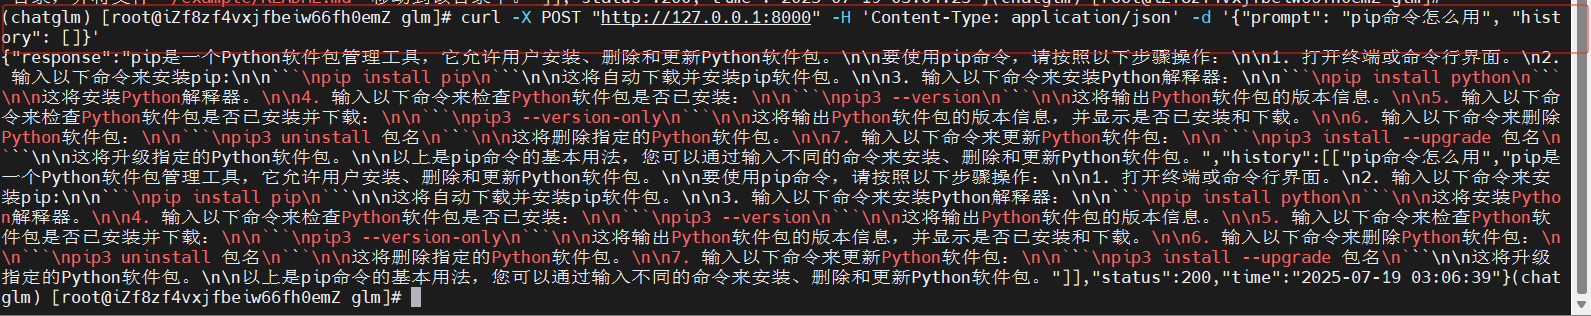 (chatglm) [root@iZf8zf4vxjfbeiw66fh0emZ glm]# curl -X POST "http://127.0.0.1:8000" -H 'Content-Type: application/json' -d '{"prompt": "pip命令怎么用", "hist
ory": []}'
{"response":"pip是一个Python软件包管理工具，它允许用户安装、删除和更新Python软件包。\n\n要使用pip命令，请按照以下步骤操作：\n\n1. 打开终端或命令行界面。\n2.
 输入以下命令来安装pip:\n\n```\npip install pip\n```\n\n这将自动下载并安装pip软件包。\n\n3. 输入以下命令来安装Python解释器：\n\n```\npip install python\n```
\n\n这将安装Python解释器。\n\n4. 输入以下命令来检查Python软件包是否已安装：\n\n```\npip3 --version\n```\n\n这将输出Python软件包的版本信息。\n\n5. 输入以下命
令来检查Python软件包是否已安装并下载：\n\n```\npip3 --version-only\n```\n\n这将输出Python软件包的版本信息，并显示是否已安装和下载。\n\n6. 输入以下命令来删除
Python软件包：\n\n```\npip3 uninstall 包名\n```\n\n这将删除指定的Python软件包。\n\n7. 输入以下命令来更新Python软件包：\n\n```\npip3 install --upgrade 包名\n
```\n\n这将升级指定的Python软件包。\n\n以上是pip命令的基本用法，您可以通过输入不同的命令来安装、删除和更新Python软件包。","history":[["pip命令怎么用","pip是
一个Python软件包管理工具，它允许用户安装、删除和更新Python软件包。\n\n要使用pip命令，请按照以下步骤操作：\n\n1. 打开终端或命令行界面。\n2. 输入以下命令来安
装pip:\n\n```\npip install pip\n```\n\n这将自动下载并安装pip软件包。\n\n3. 输入以下命令来安装Python解释器：\n\n```\npip install python\n```\n\n这将安装Pytho
n解释器。\n\n4. 输入以下命令来检查Python软件包是否已安装：\n\n```\npip3 --version\n```\n\n这将输出Python软件包的版本信息。\n\n5. 输入以下命令来检查Python软
件包是否已安装并下载：\n\n```\npip3 --version-only\n```\n\n这将输出Python软件包的版本信息，并显示是否已安装和下载。\n\n6. 输入以下命令来删除Python软件包：\
n\n```\npip3 uninstall 包名\n```\n\n这将删除指定的Python软件包。\n\n7. 输入以下命令来更新Python软件包：\n\n```\npip3 install --upgrade 包名\n```\n\n这将升级
指定的Python软件包。\n\n以上是pip命令的基本用法，您可以通过输入不同的命令来安装、删除和更新Python软件包。"]],"status":200,"time":"2025-07-19 03:06:39"}(chat
glm) [root@iZf8zf4vxjfbeiw66fh0emZ glm]#